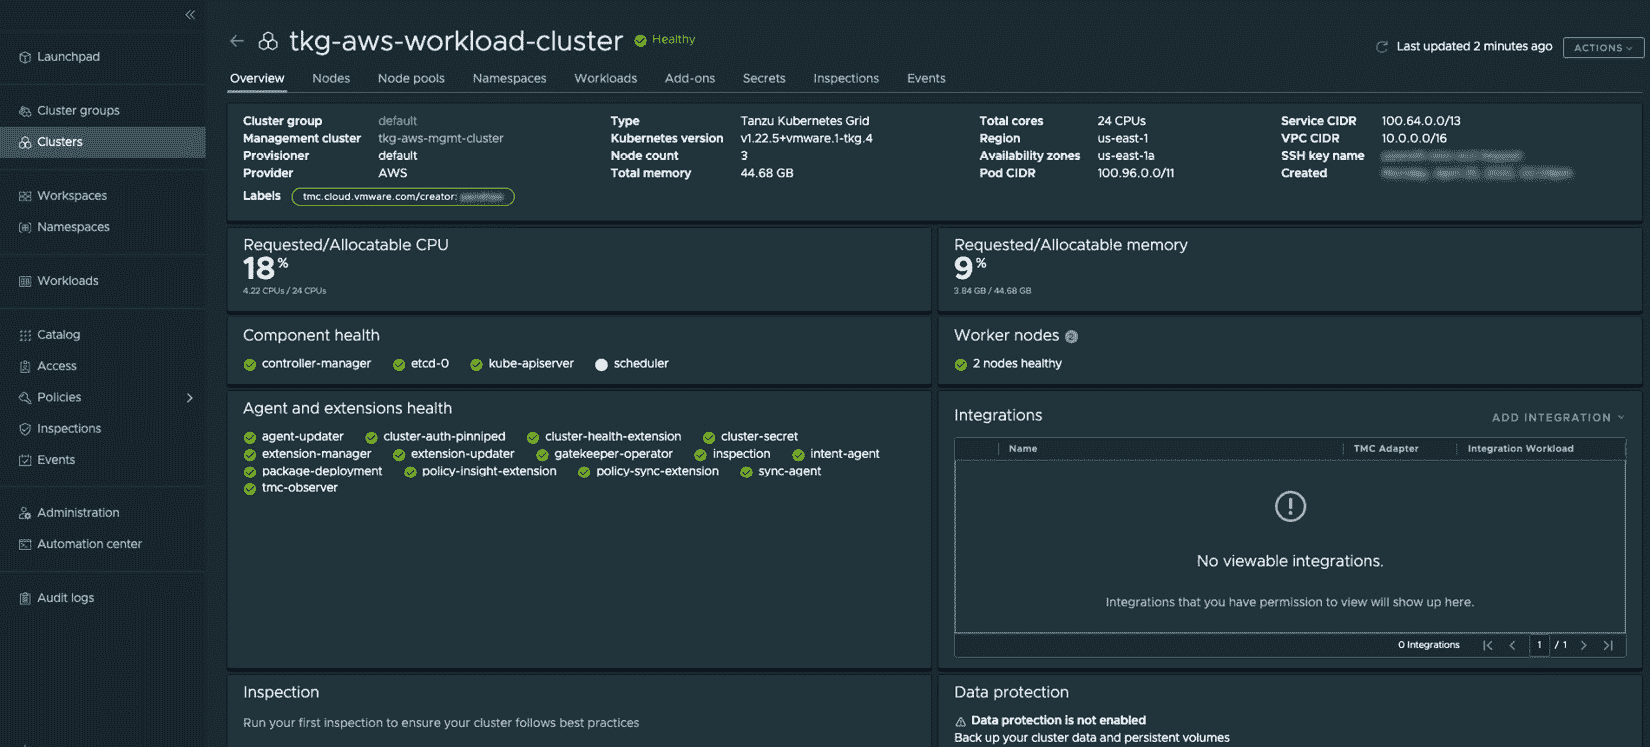 tkg-aws-workload-cluster Healthy
Last updated 2 minutes ago ACTIONS
Launchpad
Cluster groups
Clusters
Workspaces
Namespaces
Workloads
Catalog
Access
Policies
Inspections
Events
Administration
Automation center
Audit logs
Overview Nodes Node pools Namespaces Workloads Add-ons Secrets Inspections Events
Cluster group default
Management cluster tkg-aws-mgmt-cluster
Provisioner default
Provider AWS
Labels tmc.cloud.vmware.com/creator:
Type Tanzu Kubernetes Grid
Kubernetes version v1.22.5+vmware.1-tkg.4
Node count 3
Total memory 44.68 GB
Total cores 24 CPUs
Region us-east-1
Availability zones us-east-1a
Pod CIDR 100.96.0.0/11
Service CIDR 100.64.0.0/13
VPC CIDR 10.0.0.0/16
SSH key name
Created
Requested/Allocatable CPU
18%
4.22 CPUs / 24 CPUs
Requested/Allocatable memory
9%
3.84 GB / 44.68 GB
Component health
controller-manager etcd-0 kube-apiserver scheduler
Worker nodes
2 nodes healthy
Agent and extensions health
agent-updater cluster-auth-pinniped cluster-health-extension cluster-secret
extension-manager extension-updater gatekeeper-operator inspection intent-agent
package-deployment policy-insight-extension policy-sync-extension sync-agent
tmc-observer
Integrations ADD INTEGRATION
Name TMC Adapter Integration Workload
No viewable integrations.
Integrations that you have permission to view will show up here.
0 Integrations 1 / 1
Inspection
Run your first inspection to ensure your cluster follows best practices
Data protection
Data protection is not enabled
Back up your cluster data and persistent volumes